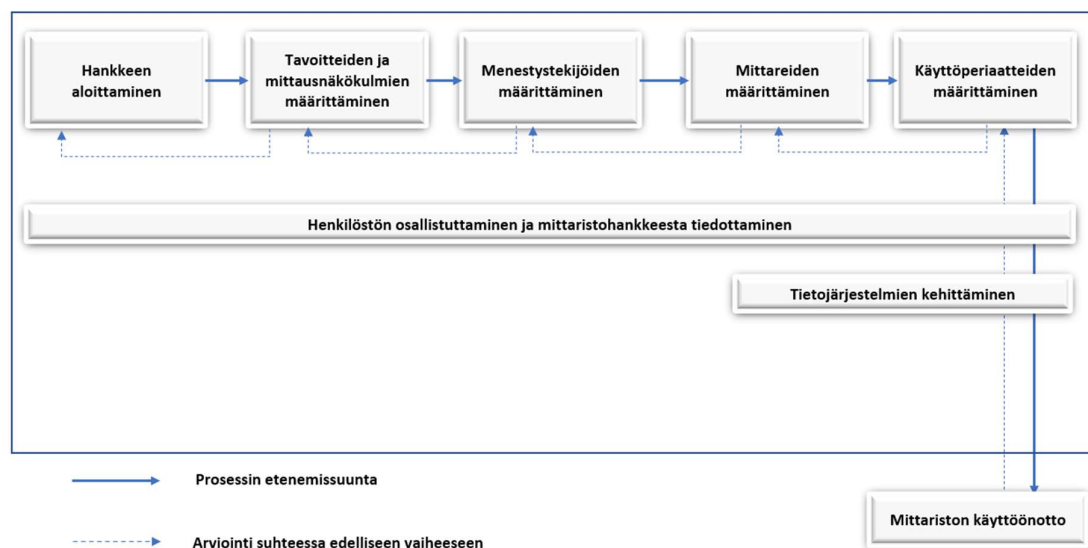 Hankkeen
aloittaminen
Tavoitteiden ja
mittausnäkökulmien
määrittäminen
Menestystekijöiden
määrittäminen
Mittareiden
määrittäminen
Käyttöperiaatteiden
määrittäminen
Henkilöstön osallistuttaminen ja mittaristohankkeesta tiedottaminen
Tietojärjestelmien kehittäminen
Prosessin etenemissuunta
Mittariston käyttöönotto
Arviointi suhteessa edelliseen vaiheeseen